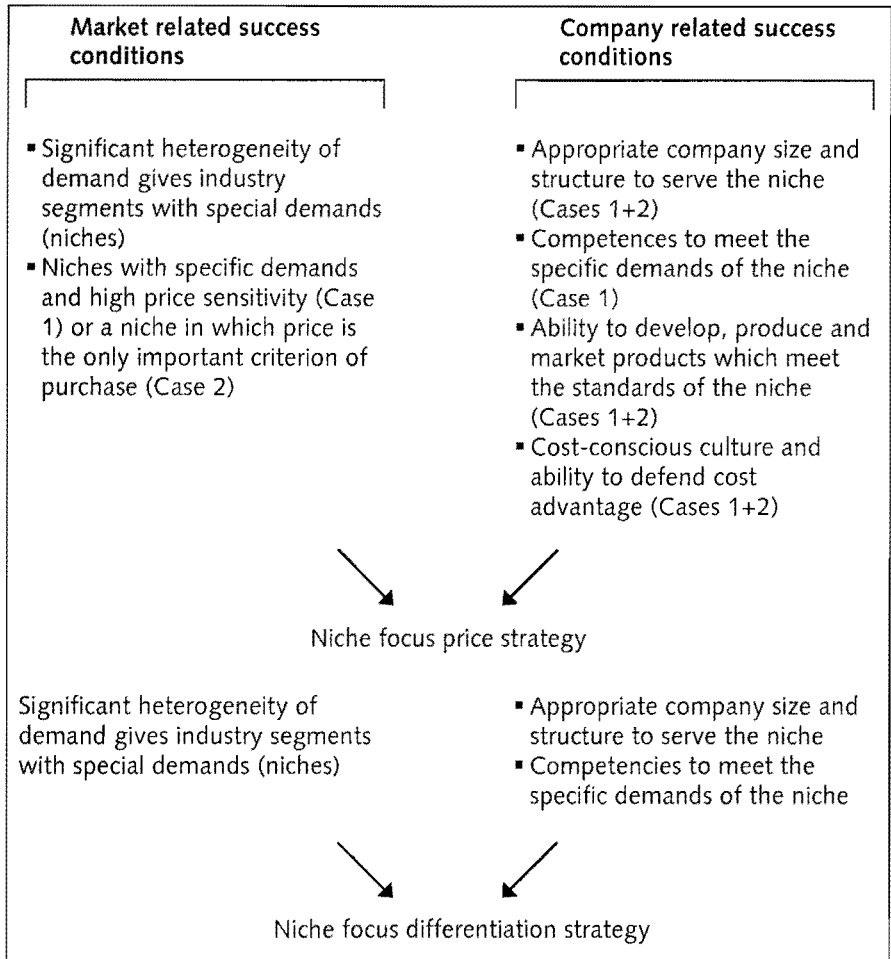 Market related success
conditions
Company related success
conditions
▪ Significant heterogeneity of
demand gives industry
segments with special demands
(niches)
▪ Niches with specific demands
and high price sensitivity (Case
1) or a niche in which price is
the only important criterion of
purchase (Case 2)
▪ Appropriate company size and
structure to serve the niche
(Cases 1+2)
▪ Competences to meet the
specific demands of the niche
(Case 1)
▪ Ability to develop, produce and
market products which meet
the standards of the niche
(Cases 1+2)
▪ Cost-conscious culture and
ability to defend cost
advantage (Cases 1+2)
Niche focus price strategy
Significant heterogeneity of
demand gives industry segments
with special demands (niches)
▪ Appropriate company size and
structure to serve the niche
▪ Competencies to meet the
specific demands of the niche
Niche focus differentiation strategy